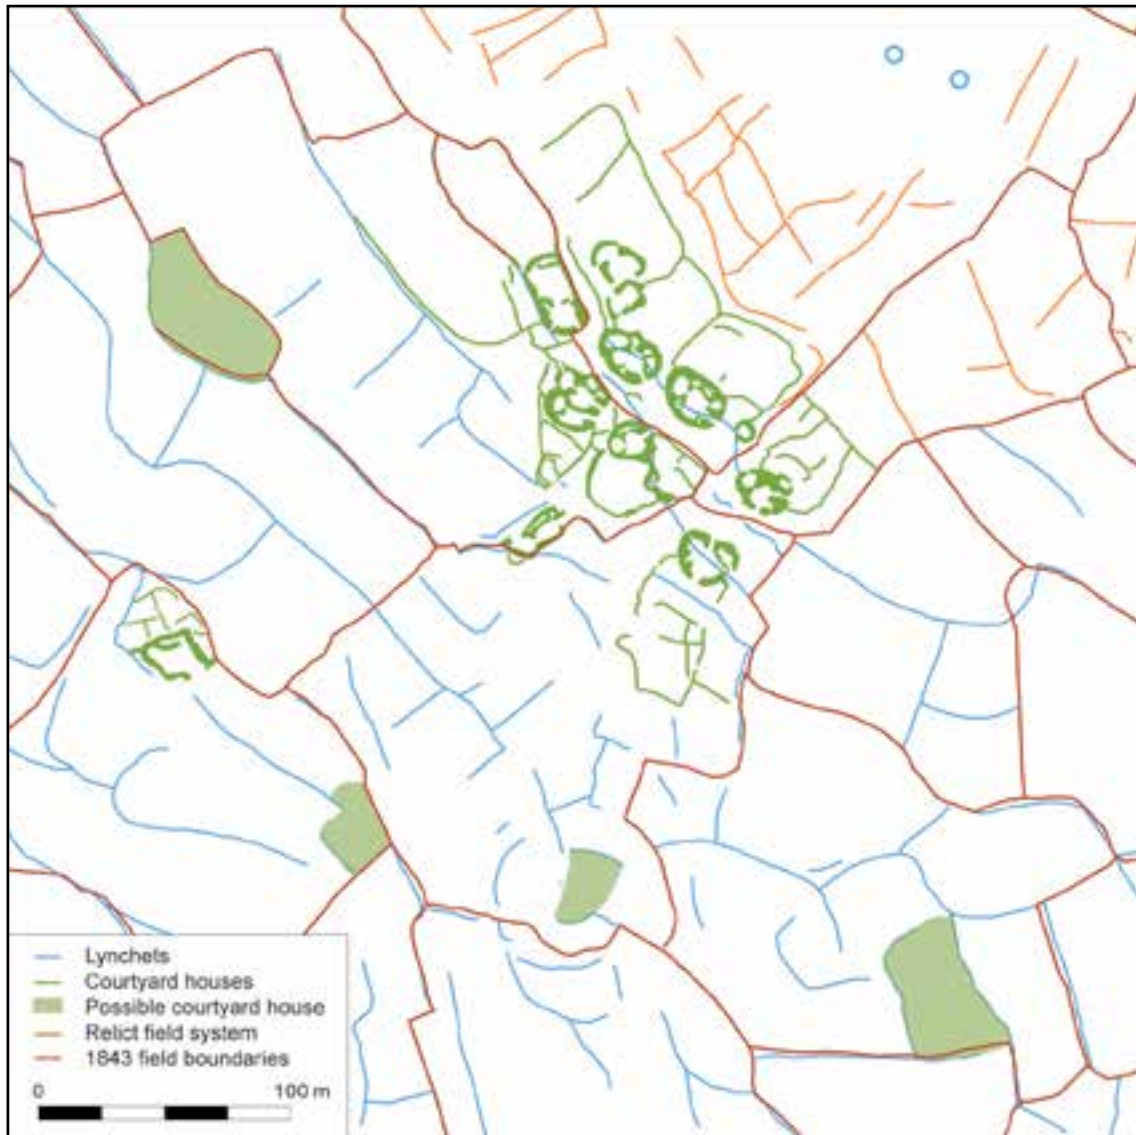 Lynchets
Courtyard houses
Possible courtyard house
Relict field system
1843 field boundaries
0 100 m